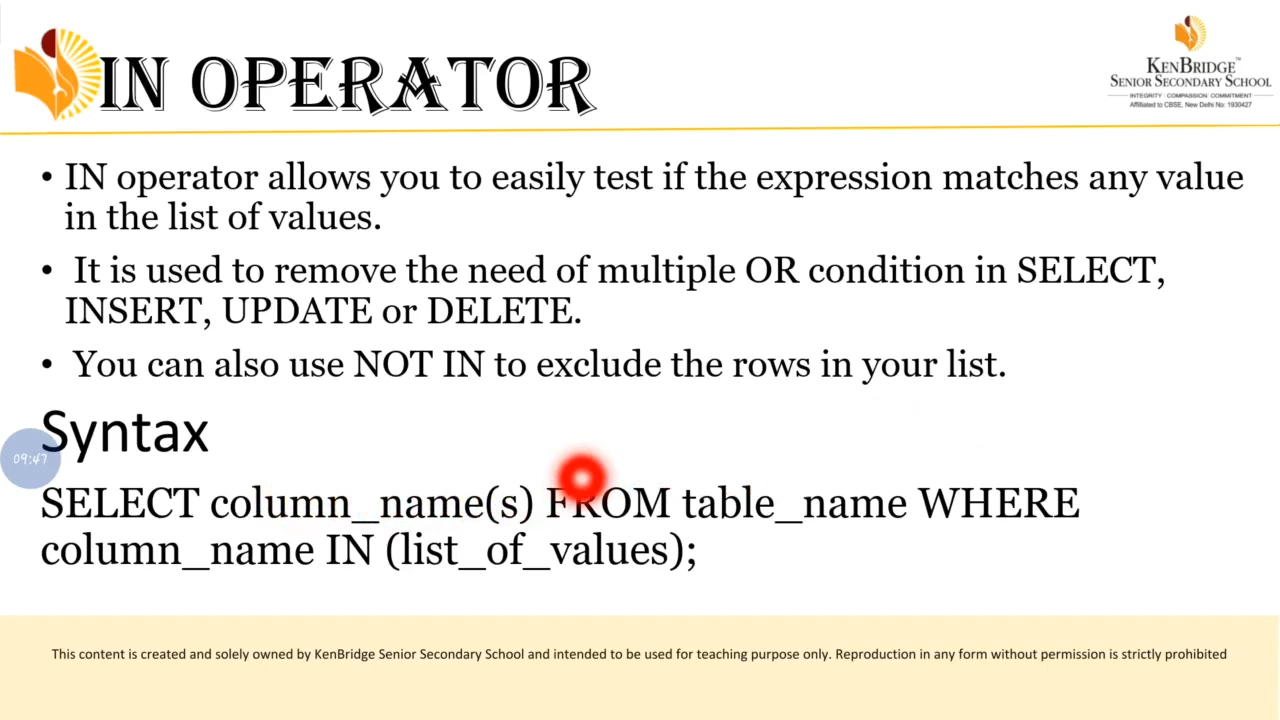 IN OPERATOR
KENBRIDGE™
SENIOR SECONDARY SCHOOL
INTEGRITY | COMPASSION | COMMITMENT
Affiliated to CBSE, New Delhi No: 1930427
• IN operator allows you to easily test if the expression matches any value
in the list of values.
• It is used to remove the need of multiple OR condition in SELECT,
INSERT, UPDATE or DELETE.
• You can also use NOT IN to exclude the rows in your list.
Syntax
09:47
SELECT column_name(s) FROM table_name WHERE
column_name IN (list_of_values);
This content is created and solely owned by KenBridge Senior Secondary School and intended to be used for teaching purpose only. Reproduction in any form without permission is strictly prohibited